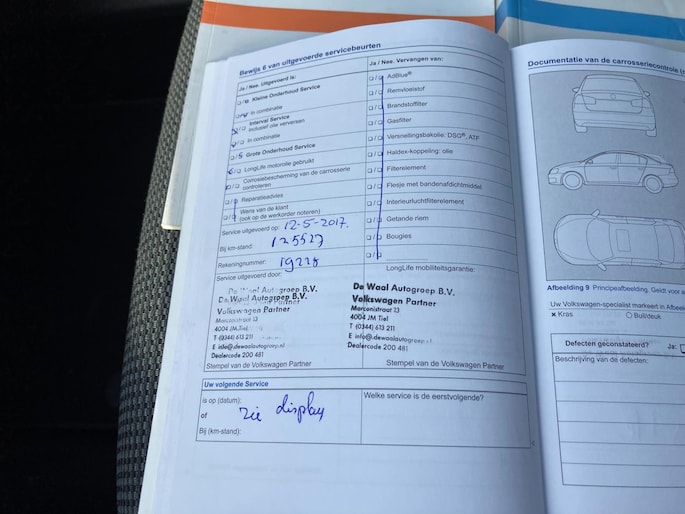 Bewijs 6 van uitgevoerde servicebeurten
Ja / Nee. Uitgevoerd is:
Kleine Onderhoud Service
In combinatie
Interval Service
inclusief olie verversen
In combinatie
Grote Onderhoud Service
LongLife motorolie gebruikt
Corrosiebescherming van de carrosserie
controleren
Reparatieadvies
Wens van de klant
(ook op de werkorder noteren)
Service uitgevoerd op: 12-5-2017.
Bij km-stand: 125523
Rekeningnummer:
Service uitgevoerd door:
De Waal Autogroep B.V.
De Waal Autogroep B.V.
Volkswagen Partner
Marconistraat 13
4004 JM Tiel
T (0344) 613 211
E info@dewaalautogroep.nl
Dealercode 200 481
Stempel van de Volkswagen Partner
Ja / Nee. Vervangen van:
AdBlue®
Remvloeistof
Brandstoffilter
Gasfilter
Versnellingsbakolie: DSG®, ATF
Haldex-koppeling: olie
Filterelement
Flesje met bandenafdichtmiddel
Interieurluchtfilterelement
Getande riem
Bougies
LongLife mobiliteitsgarantie:
De Waal Autogroep B.V.
Volkswagen Partner
Marconistraat 13
4004 JM Tiel
T (0344) 613 211
E info@dewaalautogroep.nl
Dealercode 200 481
Stempel van de Volkswagen Partner
Uw volgende Service
Is op (datum):
of zie display
Bij (km-stand):
Welke service is de eerstvolgende?
Documentatie van de carrosseriecontrole
Afbeelding 9 Principeafbeelding. Geldt voor
Uw Volkswagen-specialist markeert in Afbeel
× Kras ○ Buil/deuk
Defecten geconstateerd? Ja:
Beschrijving van de defecten: